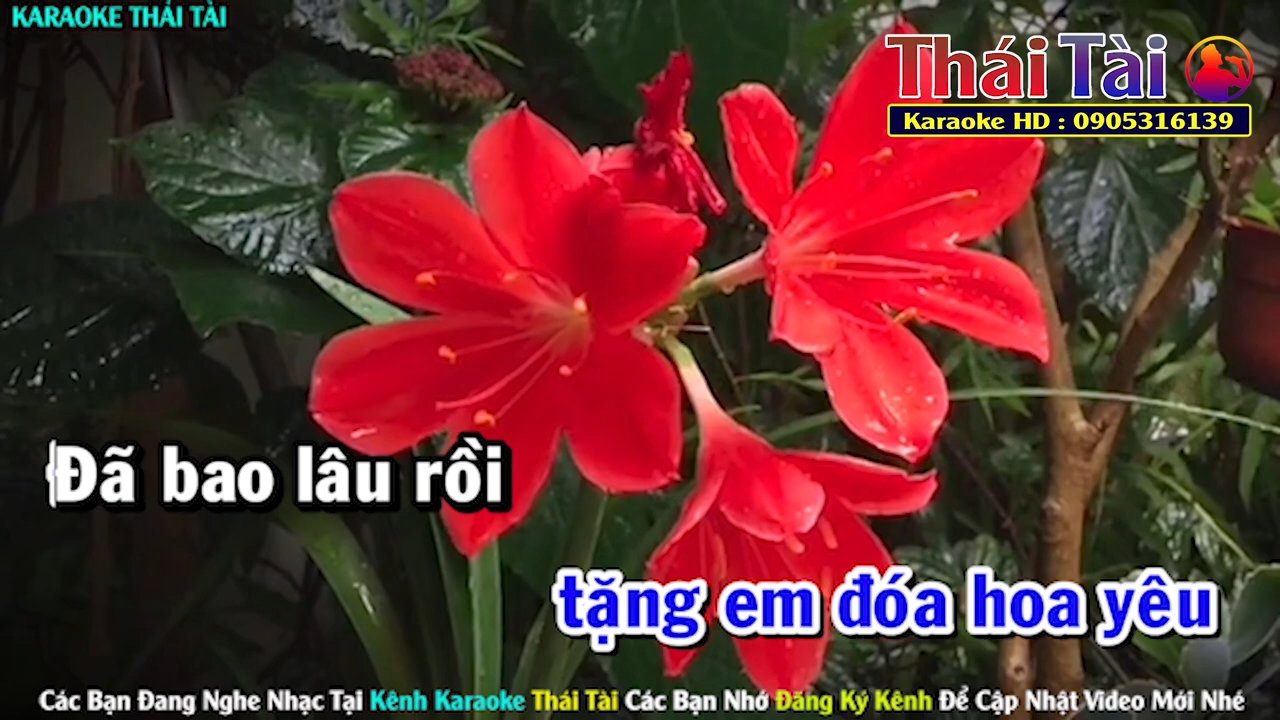 KARAOKE THÁI TÀI
Thái Tài
Karaoke HD : 0905316139
Đã bao lâu rồi
tặng em đóa hoa yêu
Các Bạn Đang Nghe Nhạc Tại Kênh Karaoke Thái Tài Các Bạn Nhớ Đăng Ký Kênh Để Cập Nhật Video Mới Nhé